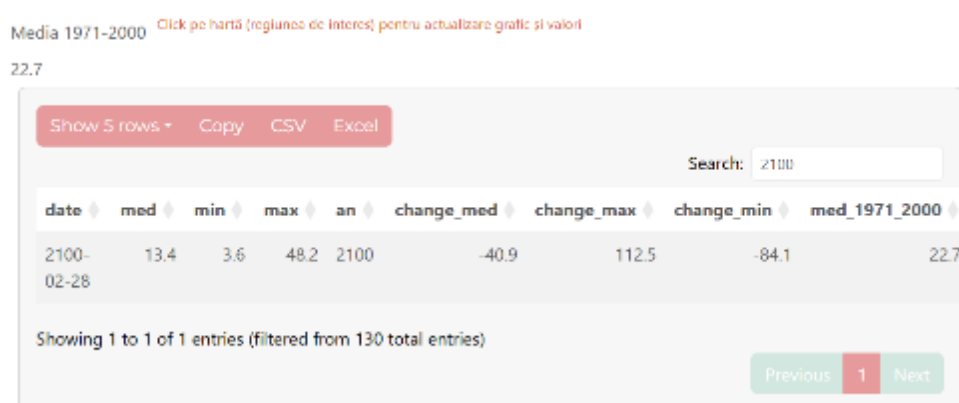 Media 1971-2000 Click pe hartă (regiunea de interes) pentru actualizare grafic și valori
22.7
Show 5 rows Copy CSV Excel
Search: 2100
date med min max an change_med change_max change_min med_1971_2000
2100-02-28 13.4 3.6 48.2 2100 -40.9 112.5 -84.1 22.7
Showing 1 to 1 of 1 entries (filtered from 130 total entries)
Previous 1 Next